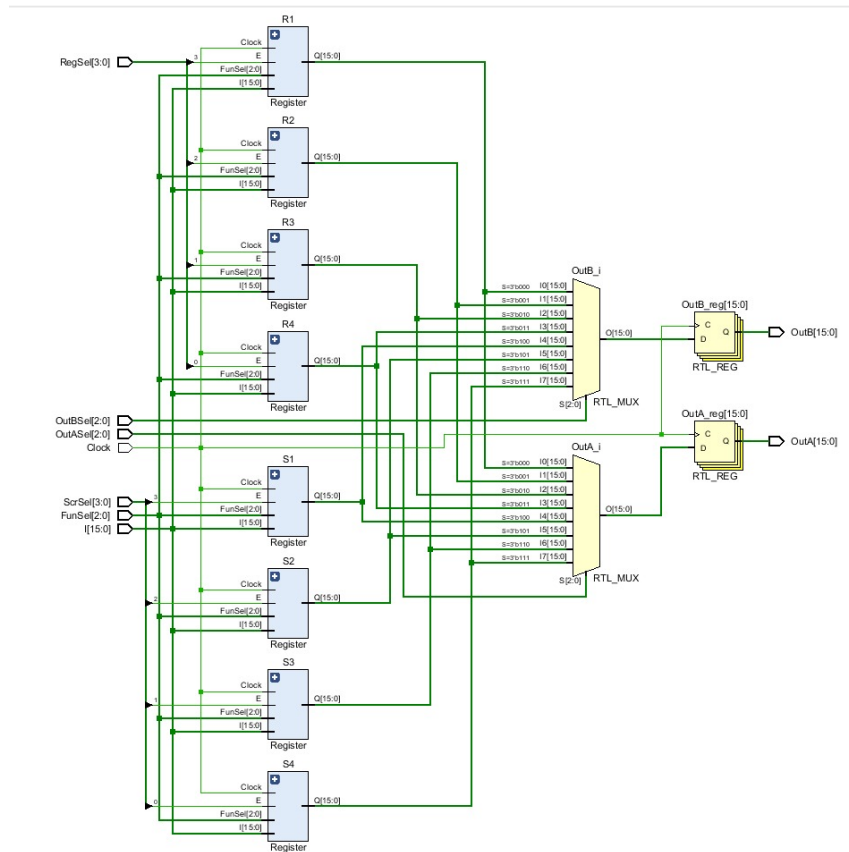 R1
Clock
RegSel[3:0]
3
E
Q[15:0]
FunSel[2:0]
I[15:0]
Register
R2
Clock
2
E
Q[15:0]
FunSel[2:0]
I[15:0]
Register
R3
Clock
1
E
Q[15:0]
FunSel[2:0]
I[15:0]
Register
R4
Clock
0
E
Q[15:0]
FunSel[2:0]
I[15:0]
Register
OutB_i
S=3'b000 I0[15:0]
S=3'b001 I1[15:0]
S=3'b010 I2[15:0]
S=3'b011 I3[15:0]
S=3'b100 I4[15:0]
S=3'b101 I5[15:0]
S=3'b110 I6[15:0]
S=3'b111 I7[15:0]
O[15:0]
S[2:0]
RTL_MUX
OutB_reg[15:0]
C
D
Q
OutB[15:0]
RTL_REG
OutBSel[2:0]
OutASel[2:0]
Clock
OutA_reg[15:0]
C
D
Q
OutA[15:0]
RTL_REG
OutA_i
S=3'b000 I0[15:0]
S=3'b001 I1[15:0]
S=3'b010 I2[15:0]
S=3'b011 I3[15:0]
S=3'b100 I4[15:0]
S=3'b101 I5[15:0]
S=3'b110 I6[15:0]
S=3'b111 I7[15:0]
O[15:0]
S[2:0]
RTL_MUX
S1
Clock
ScrSel[3:0]
3
E
Q[15:0]
FunSel[2:0]
FunSel[2:0]
I[15:0]
I[15:0]
Register
S2
Clock
2
E
Q[15:0]
FunSel[2:0]
I[15:0]
Register
S3
Clock
1
E
Q[15:0]
FunSel[2:0]
I[15:0]
Register
S4
Clock
0
E
Q[15:0]
FunSel[2:0]
I[15:0]
Register